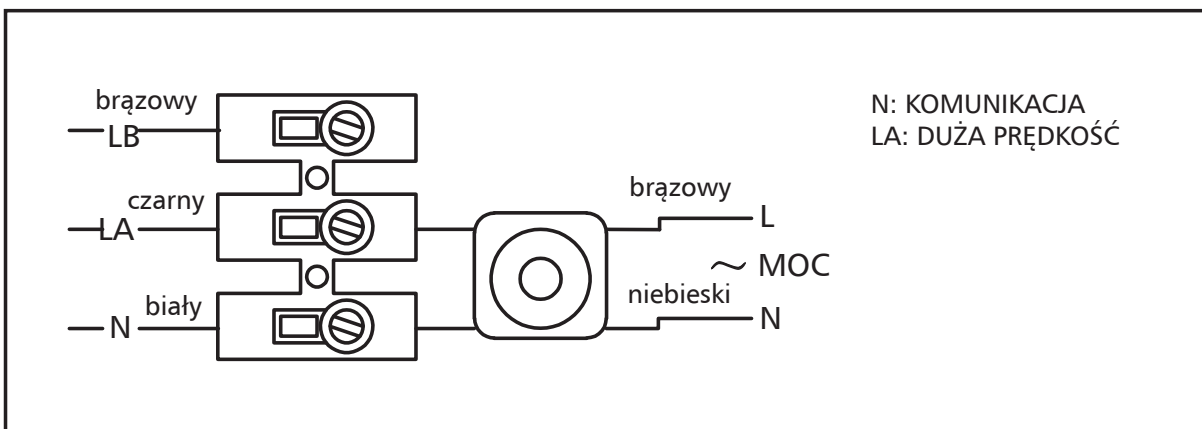 brązowy
LB
czarny
LA
biały
N
brązowy
L
~ MOC
niebieski
N
N: KOMUNIKACJA
LA: DUŻA PRĘDKOŚĆ